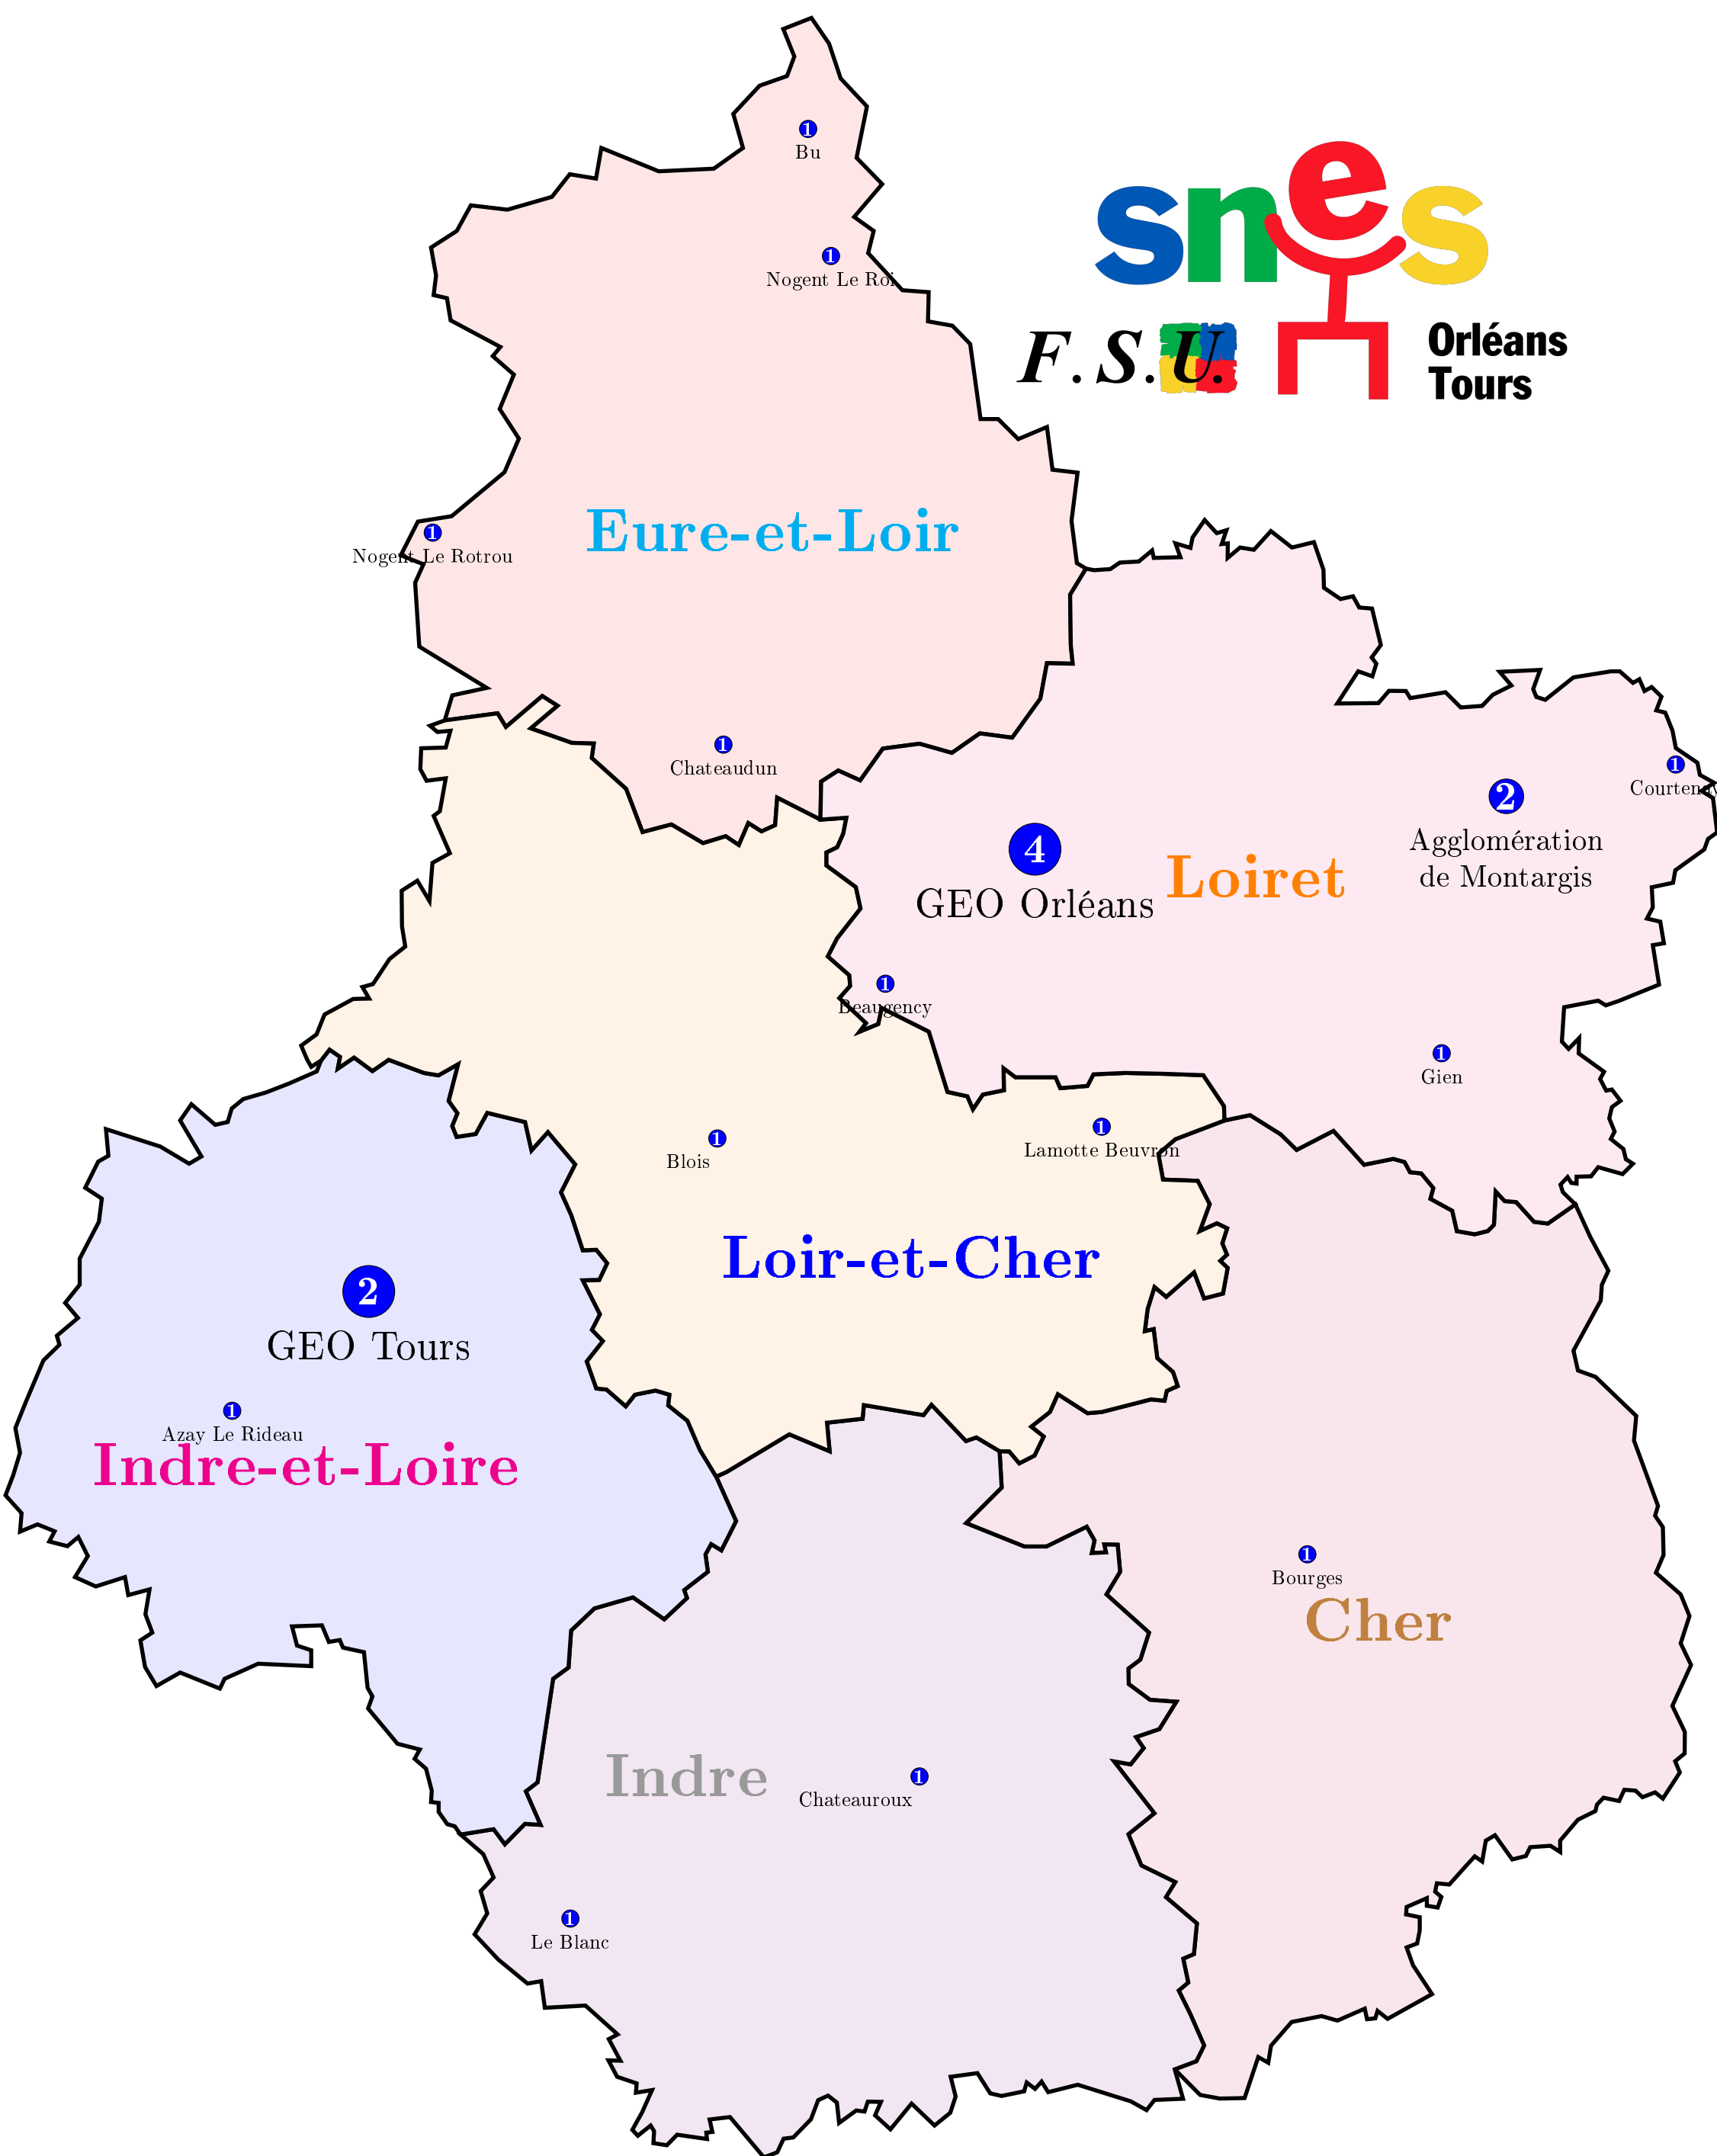 1
Bu
snes
1
Nogent Le Roi
F.S.U.
Orléans
Tours
Eure-et-Loir
1
Nogent Le Rotrou
1
Chateaudun
1
Courtenay
2
Agglomération
de Montargis
4
GEO Orléans
Loiret
1
Beaugency
1
Gien
1
Lamotte Beuvron
1
Blois
Loir-et-Cher
2
GEO Tours
1
Azay Le Rideau
Indre-et-Loire
1
Bourges
Cher
Indre
1
Chateauroux
1
Le Blanc